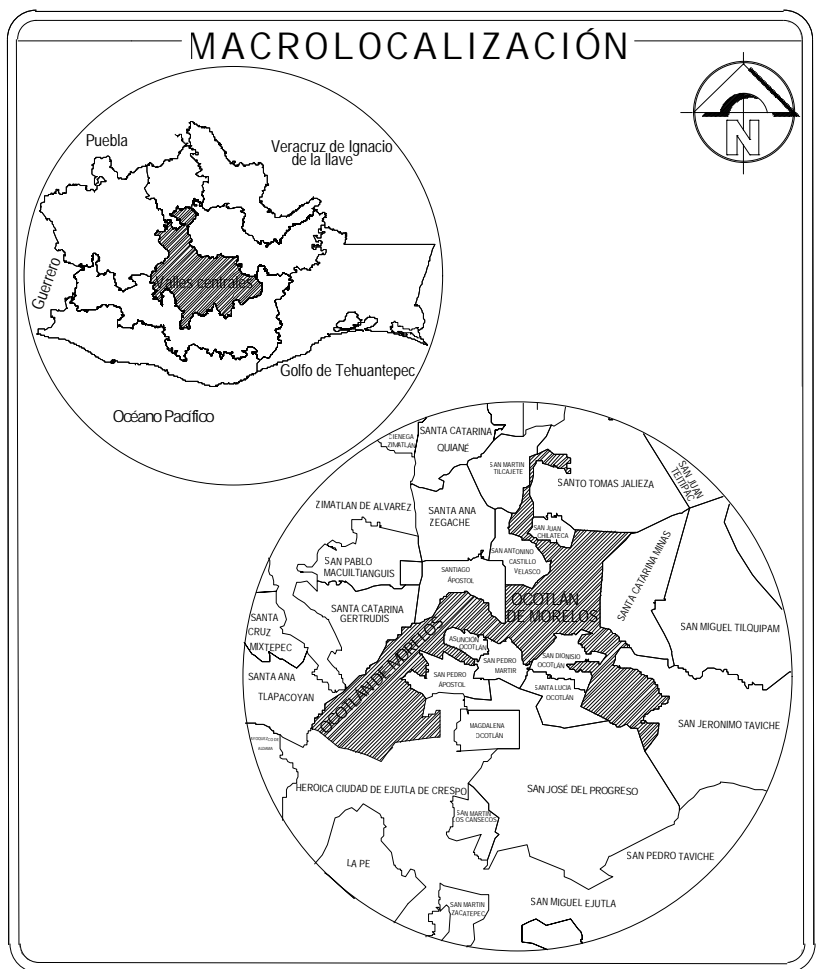 MACROLOCALIZACIÓN
N
Puebla
Veracruz de Ignacio
de la llave
Guerrero
Valles centrales
Golfo de Tehuantepec
Océano Pacífico
CIENEGA
ZIMATLÁN
SANTA CATARINA
QUIANÉ
SAN MARTIN
TILCAJETE
SANTO TOMAS JALIEZA
SAN JUAN
TEITIPAC
ZIMATLAN DE ALVAREZ
SANTA ANA
ZEGACHE
SAN JUAN
CHILATECA
SAN ANTONINO
CASTILLO
VELASCO
SAN PABLO
MACUILTIANGUIS
SANTIAGO
ÁPOSTOL
SANTA CATARINA MINAS
OCOTLÁN
DE MORELOS
SANTA CATARINA
GERTRUDIS
SANTA
CRUZ
MIXTEPEC
ASUNCIÓN
OCOTLÁN
SAN MIGUEL TILQUIPAM
OCOTLÁN DE MORELOS
SAN PEDRO
MARTIR
SAN DIONISIO
OCOTLÁN
SANTA ANA
TLAPACOYAN
SAN PEDRO
ÁPOSTOL
SANTA LUCIA
OCOTLÁN
MAGDALENA
OCOTLÁN
SAN JERONIMO TAVICHE
HEROICA CIUDAD DE EJUTLA DE CRESPO
SAN JOSÉ DEL PROGRESO
SAN MARTIN
LOS CANSECOS
LA PE
SAN PEDRO TAVICHE
SAN MARTIN
ZACATEPEC
SAN MIGUEL EJUTLA